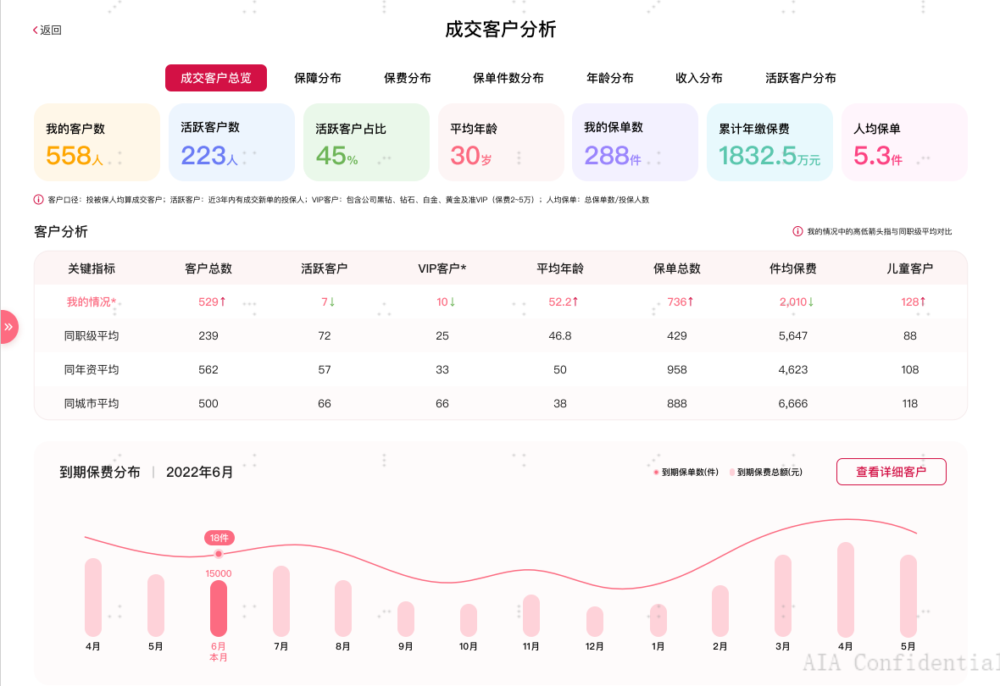 返回
成交客户分析
成交客户总览 保障分布 保费分布 保单件数分布 年龄分布 收入分布 活跃客户分布
我的客户数 活跃客户数 活跃客户占比 平均年龄 我的保单数 累计年缴保费 人均保单
558人 223人 45% 30岁 288件 1832.5万元 5.3件
客户口径：投被保人均算成交客户；活跃客户：近3年内有成交新单的投保人；VIP客户：包含公司黑钻、钻石、白金、黄金及准VIP（保费2~5万）；人均保单：总保单数/投保人数
客户分析
我的情况中的高低箭头指与同职级平均对比
关键指标 客户总数 活跃客户 VIP客户* 平均年龄 保单总数 件均保费 儿童客户
我的情况* 529↑ 7↓ 10↓ 52.2↑ 736↑ 2,010↓ 128↑
同职级平均 239 72 25 46.8 429 5,647 88
同年资平均 562 57 33 50 958 4,623 108
同城市平均 500 66 66 38 888 6,666 118
到期保费分布 | 2022年6月
到期保单数(件) 到期保费总额(元)
查看详细客户
18件
15000
4月 5月 6月 7月 8月 9月 10月 11月 12月 1月 2月 3月 4月 5月
本月
AIA Confidential